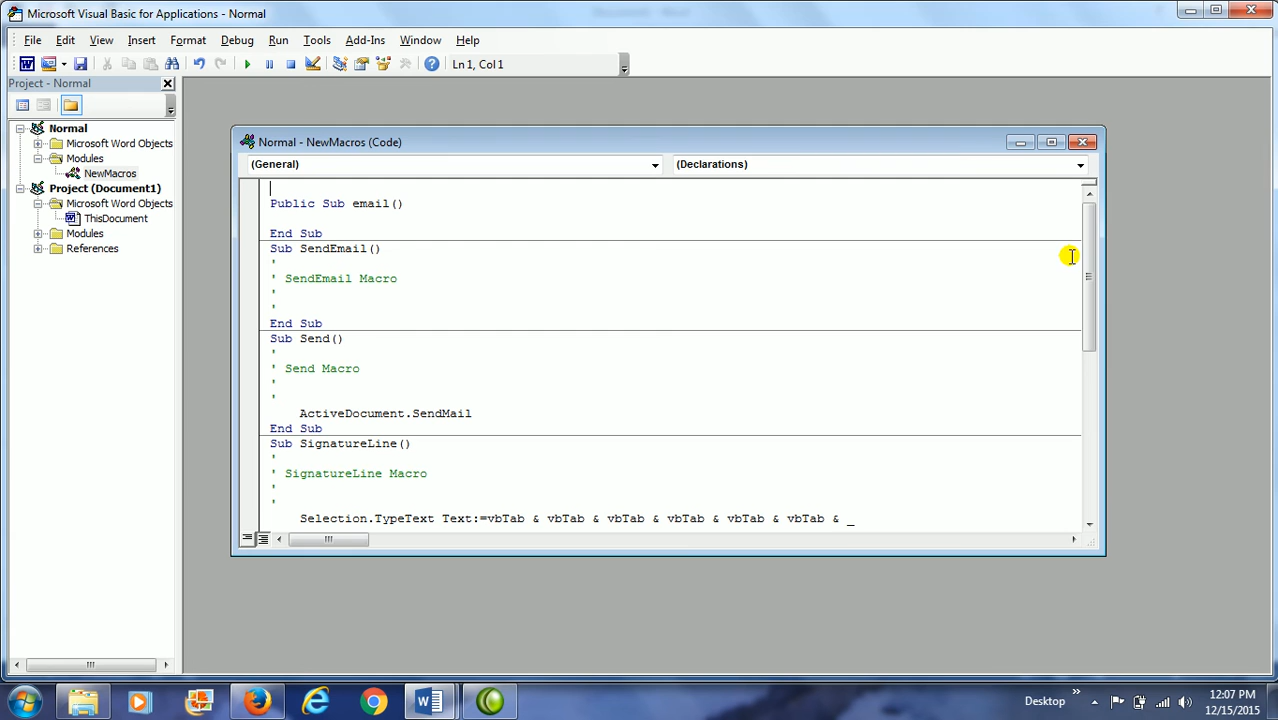 Microsoft Visual Basic for Applications - Normal
File Edit View Insert Format Debug Run Tools Add-Ins Window Help
Ln 1, Col 1
Project - Normal
Normal
Microsoft Word Objects
Modules
NewMacros
Project (Document1)
Microsoft Word Objects
ThisDocument
Modules
References
Normal - NewMacros (Code)
(General) (Declarations)
Public Sub email()
End Sub
Sub SendEmail()
'
' SendEmail Macro
'
'
End Sub
Sub Send()
'
' Send Macro
'
'
ActiveDocument.SendMail
End Sub
Sub SignatureLine()
'
' SignatureLine Macro
'
'
Selection.TypeText Text:=vbTab & vbTab & vbTab & vbTab & vbTab & vbTab & _
Desktop
12:07 PM
12/15/2015